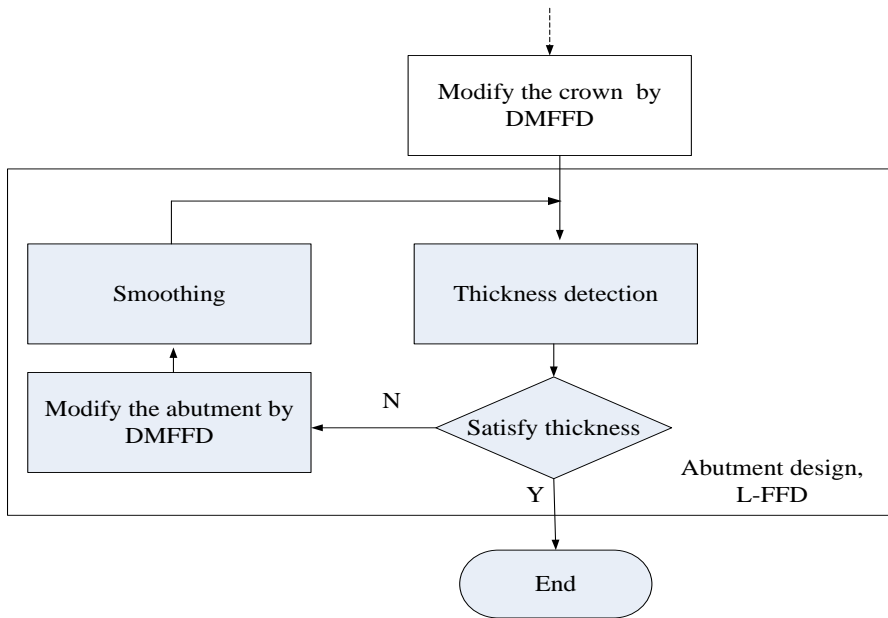 Modify the crown by
DMFFD
Smoothing
Thickness detection
Modify the abutment by
DMFFD
N
Satisfy thickness
Abutment design,
L-FFD
Y
End